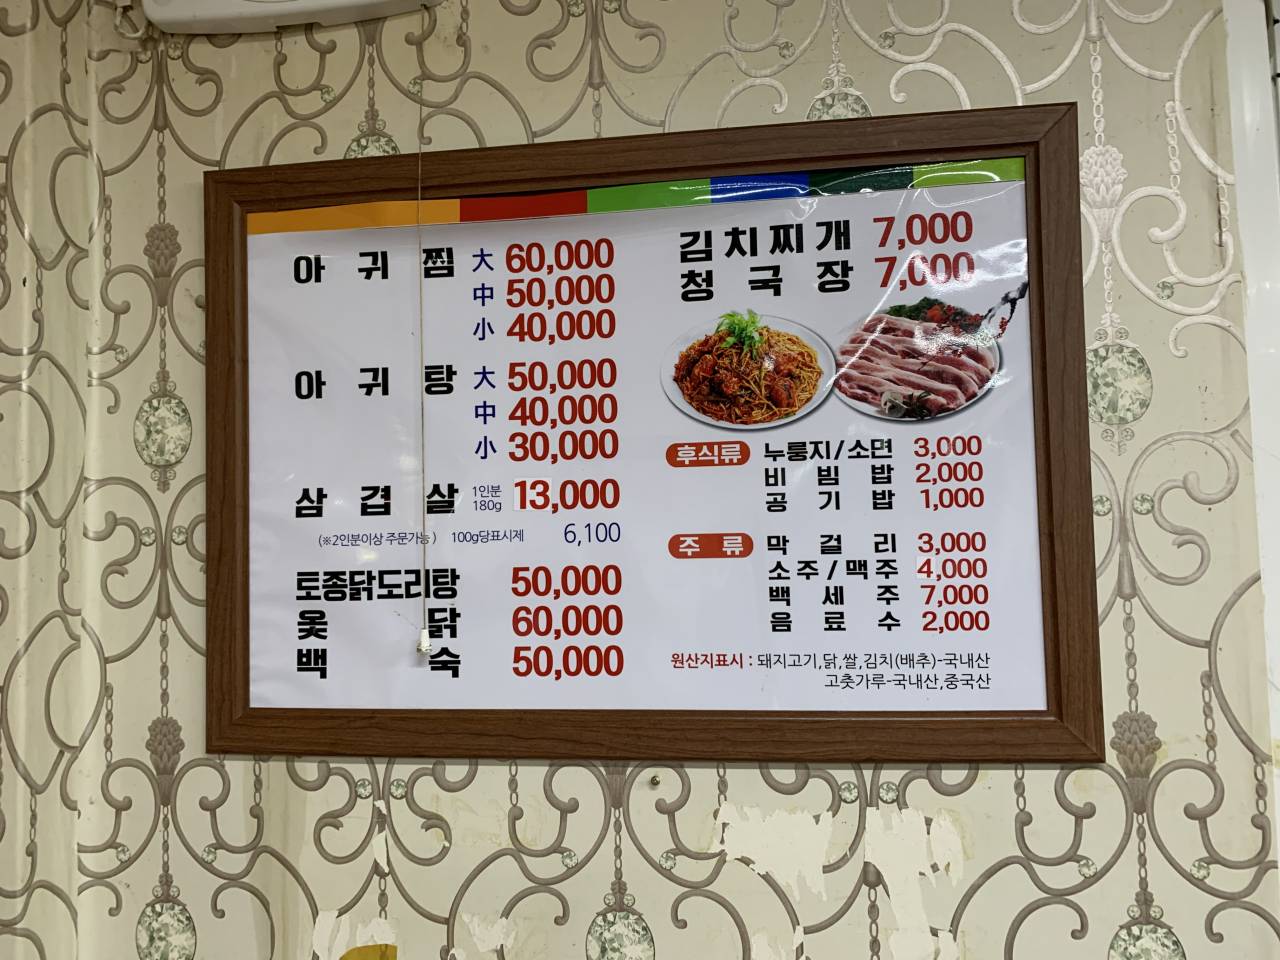 아귀찜 大 60,000
中 50,000
小 40,000
아귀탕 大 50,000
中 40,000
小 30,000
삼겹살 1인분 180g 13,000
(※2인분이상 주문가능) 100g당표시제 6,100
토종닭도리탕 50,000
옻닭 60,000
백숙 50,000
김치찌개 7,000
청국장 7,000
후식류 누룽지/소면 3,000
비빔밥 2,000
공기밥 1,000
주류 막걸리 3,000
소주/맥주 4,000
백세주 7,000
음료수 2,000
원산지표시 : 돼지고기,닭,쌀,김치(배추)-국내산
고춧가루-국내산,중국산